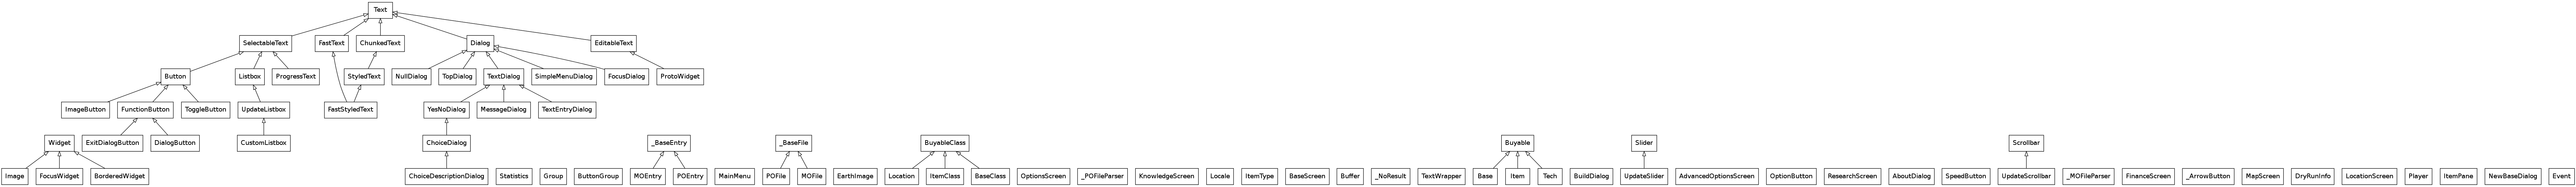 Text
SelectableText
FastText
ChunkedText
Dialog
EditableText
Button
Listbox
ProgressText
StyledText
NullDialog
TopDialog
TextDialog
SimpleManuDialog
FocusDialog
ProtoWidget
ImageButton
FunctionButton
ToggleButton
UpdateListbox
FastStyledText
YesNoDialog
MessageDialog
TextEntryDialog
Widget
ExitDialogButton
DialogButton
CustomListbox
ChoiceDialog
_BaseEntry
_BaseFile
BuyableClass
Buyable
Slider
Scrollbar
Image
FocusWidget
BorderedWidget
ChoiceDescriptionDialog
Statistics
Group
ButtonGroup
MOEntry
POEntry
MainMenu
POFile
MOFile
EarthImage
Location
ItemClass
BaseClass
OptionsScreen
_POFileParser
KnowledgeScreen
Locale
ItemType
BaseScreen
Buffer
_NoResult
TextWrapper
Base
Item
Tech
BuildDialog
UpdateSlider
AdvancedOptionsScreen
OptionButton
ResearchScreen
AboutDialog
SpeedButton
UpdateScrollbar
_MOFileParser
FinanceScreen
_ArrowButton
MapScreen
DryRunInfo
LocationScreen
Player
ItemPane
NewBaseDialog
Event